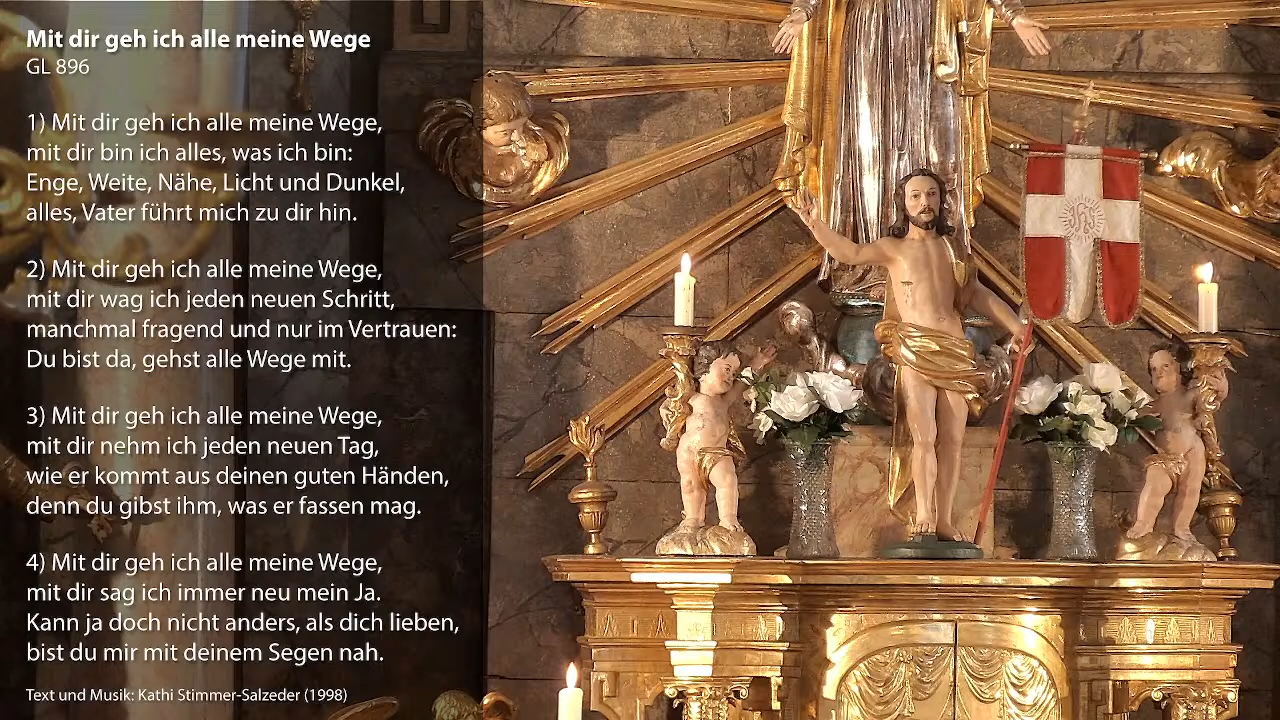 Mit dir geh ich alle meine Wege
GL 896
1) Mit dir geh ich alle meine Wege,
mit dir bin ich alles, was ich bin:
Enge, Weite, Nähe, Licht und Dunkel,
alles, Vater führt mich zu dir hin.
2) Mit dir geh ich alle meine Wege,
mit dir wag ich jeden neuen Schritt,
manchmal fragend und nur im Vertrauen:
Du bist da, gehst alle Wege mit.
3) Mit dir geh ich alle meine Wege,
mit dir nehm ich jeden neuen Tag,
wie er kommt aus deinen guten Händen,
denn du gibst ihm, was er fassen mag.
4) Mit dir geh ich alle meine Wege,
mit dir sag ich immer neu mein Ja.
Kann ja doch nicht anders, als dich lieben,
bist du mir mit deinem Segen nah.
Text und Musik: Kathi Stimmer-Salzeder (1998)